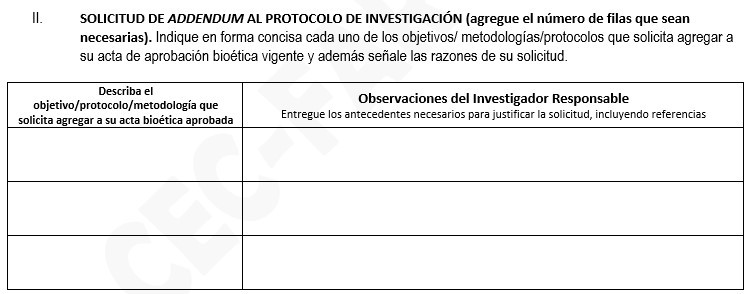 II. SOLICITUD DE ADDENDUM AL PROTOCOLO DE INVESTIGACIÓN (agregue el número de filas que sean
necesarias). Indique en forma concisa cada uno de los objetivos/ metodologías/protocolos que solicita agregar a
su acta de aprobación bioética vigente y además señale las razones de su solicitud.
Describa el
objetivo/protocolo/metodología que
solicita agregar a su acta bioética aprobada
Observaciones del Investigador Responsable
Entregue los antecedentes necesarios para justificar la solicitud, incluyendo referencias